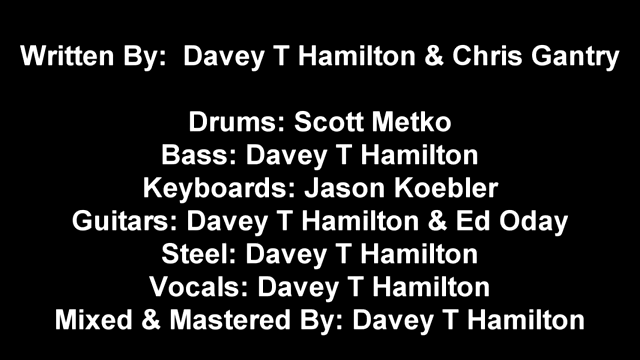 Written By:  Davey T Hamilton & Chris Gantry
Drums: Scott Metko
Bass: Davey T Hamilton
Keyboards: Jason Koebler
Guitars: Davey T Hamilton & Ed Oday
Steel: Davey T Hamilton
Vocals: Davey T Hamilton
Mixed & Mastered By: Davey T Hamilton